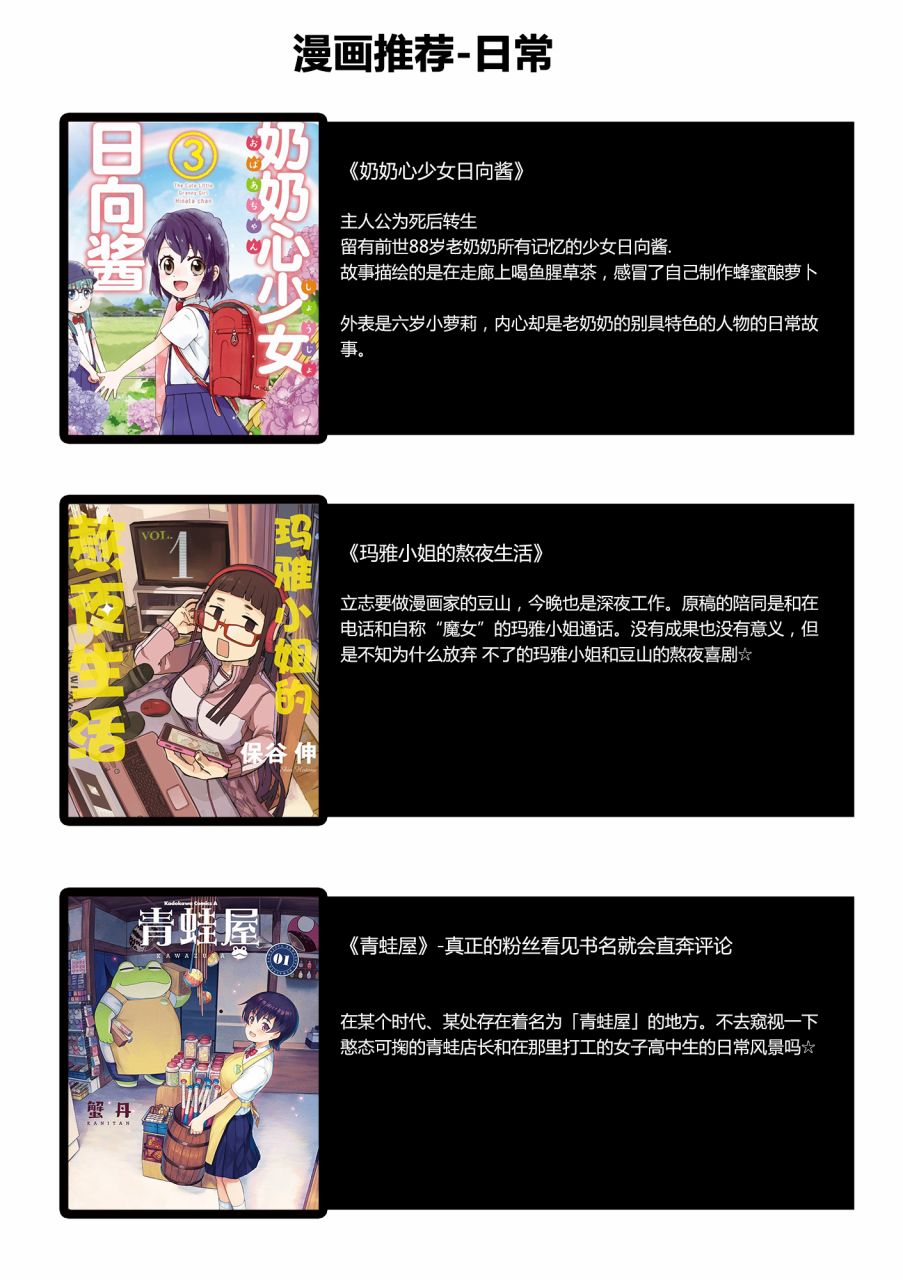 漫画推荐-日常
奶奶心少女
おばあちゃん
しょうじょ
日向酱
③
The Cute Little
Granny Girl
Hinata chan
《奶奶心少女日向酱》
主人公为死后转生
留有前世88岁老奶奶所有记忆的少女日向酱.
故事描绘的是在走廊上喝鱼腥草茶，感冒了自己制作蜂蜜酿萝卜
外表是六岁小萝莉，内心却是老奶奶的别具特色的人物的日常故
事。
玛雅小姐的
熬夜生活
VOL.1
保谷 伸
《玛雅小姐的熬夜生活》
立志要做漫画家的豆山，今晚也是深夜工作。原稿的陪同是和在
电话和自称“魔女”的玛雅小姐通话。没有成果也没有意义，但
是不知为什么放弃 不了的玛雅小姐和豆山的熬夜喜剧☆
Kadokawa Comics A
青蛙屋
KAWAZUYA
01
蟹丹
KANITAN
《青蛙屋》-真正的粉丝看见书名就会直奔评论
在某个时代、某处存在着名为「青蛙屋」的地方。不去窥视一下
憨态可掬的青蛙店长和在那里打工的女子高中生的日常风景吗☆